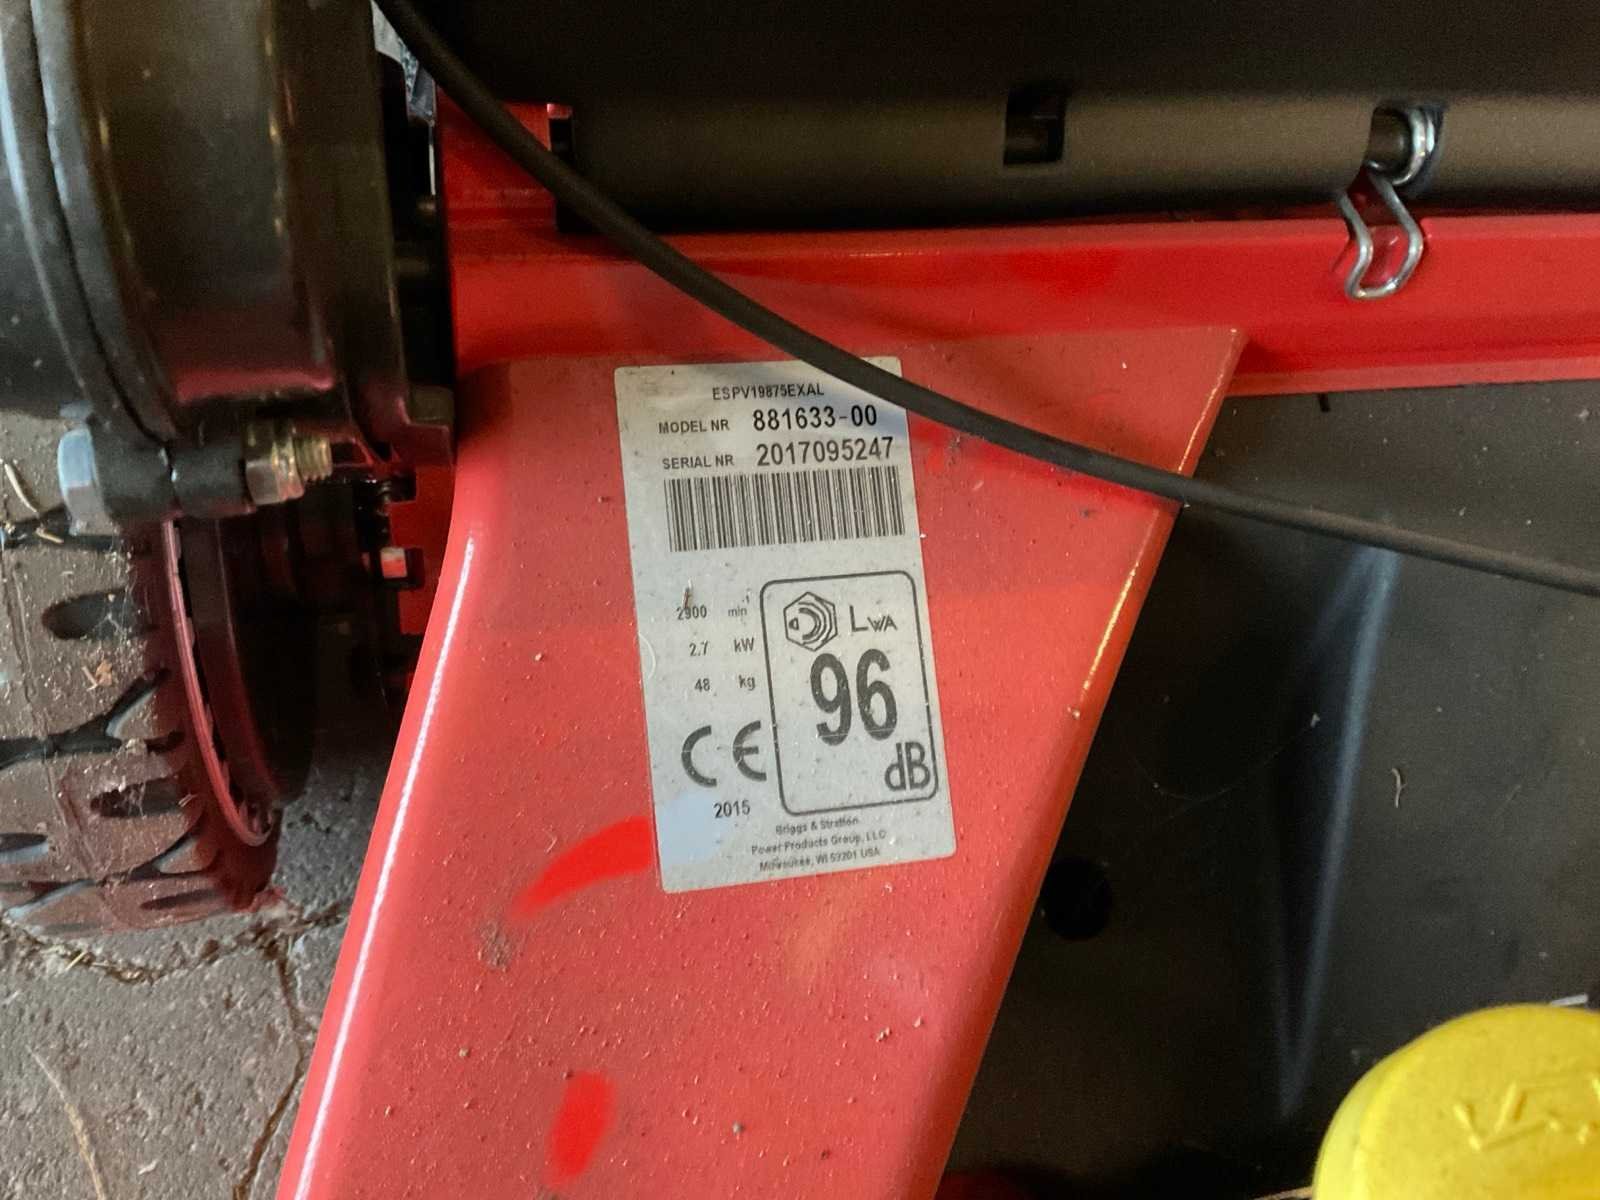 ESPV19875EXAL
MODEL NR 881633-00
SERIAL NR 2017095247
2900 min-1
2.7 kW
48 kg
LWA
96
dB
CE
2015
Briggs & Stratton
Power Products Group, LLC
Milwaukee, WI 53201 USA